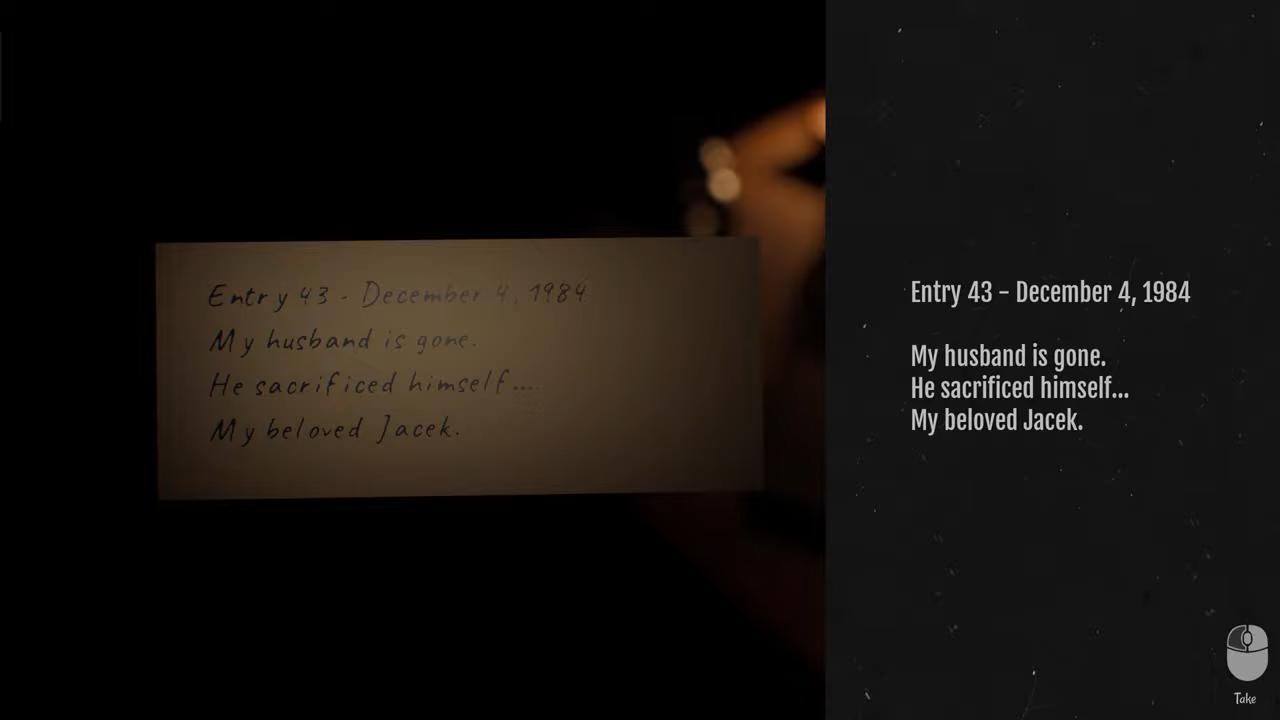 Entry 43 - December 4, 1984
My husband is gone.
He sacrificed himself....
My beloved Jacek.
Entry 43 – December 4, 1984
My husband is gone.
He sacrificed himself...
My beloved Jacek.
Take